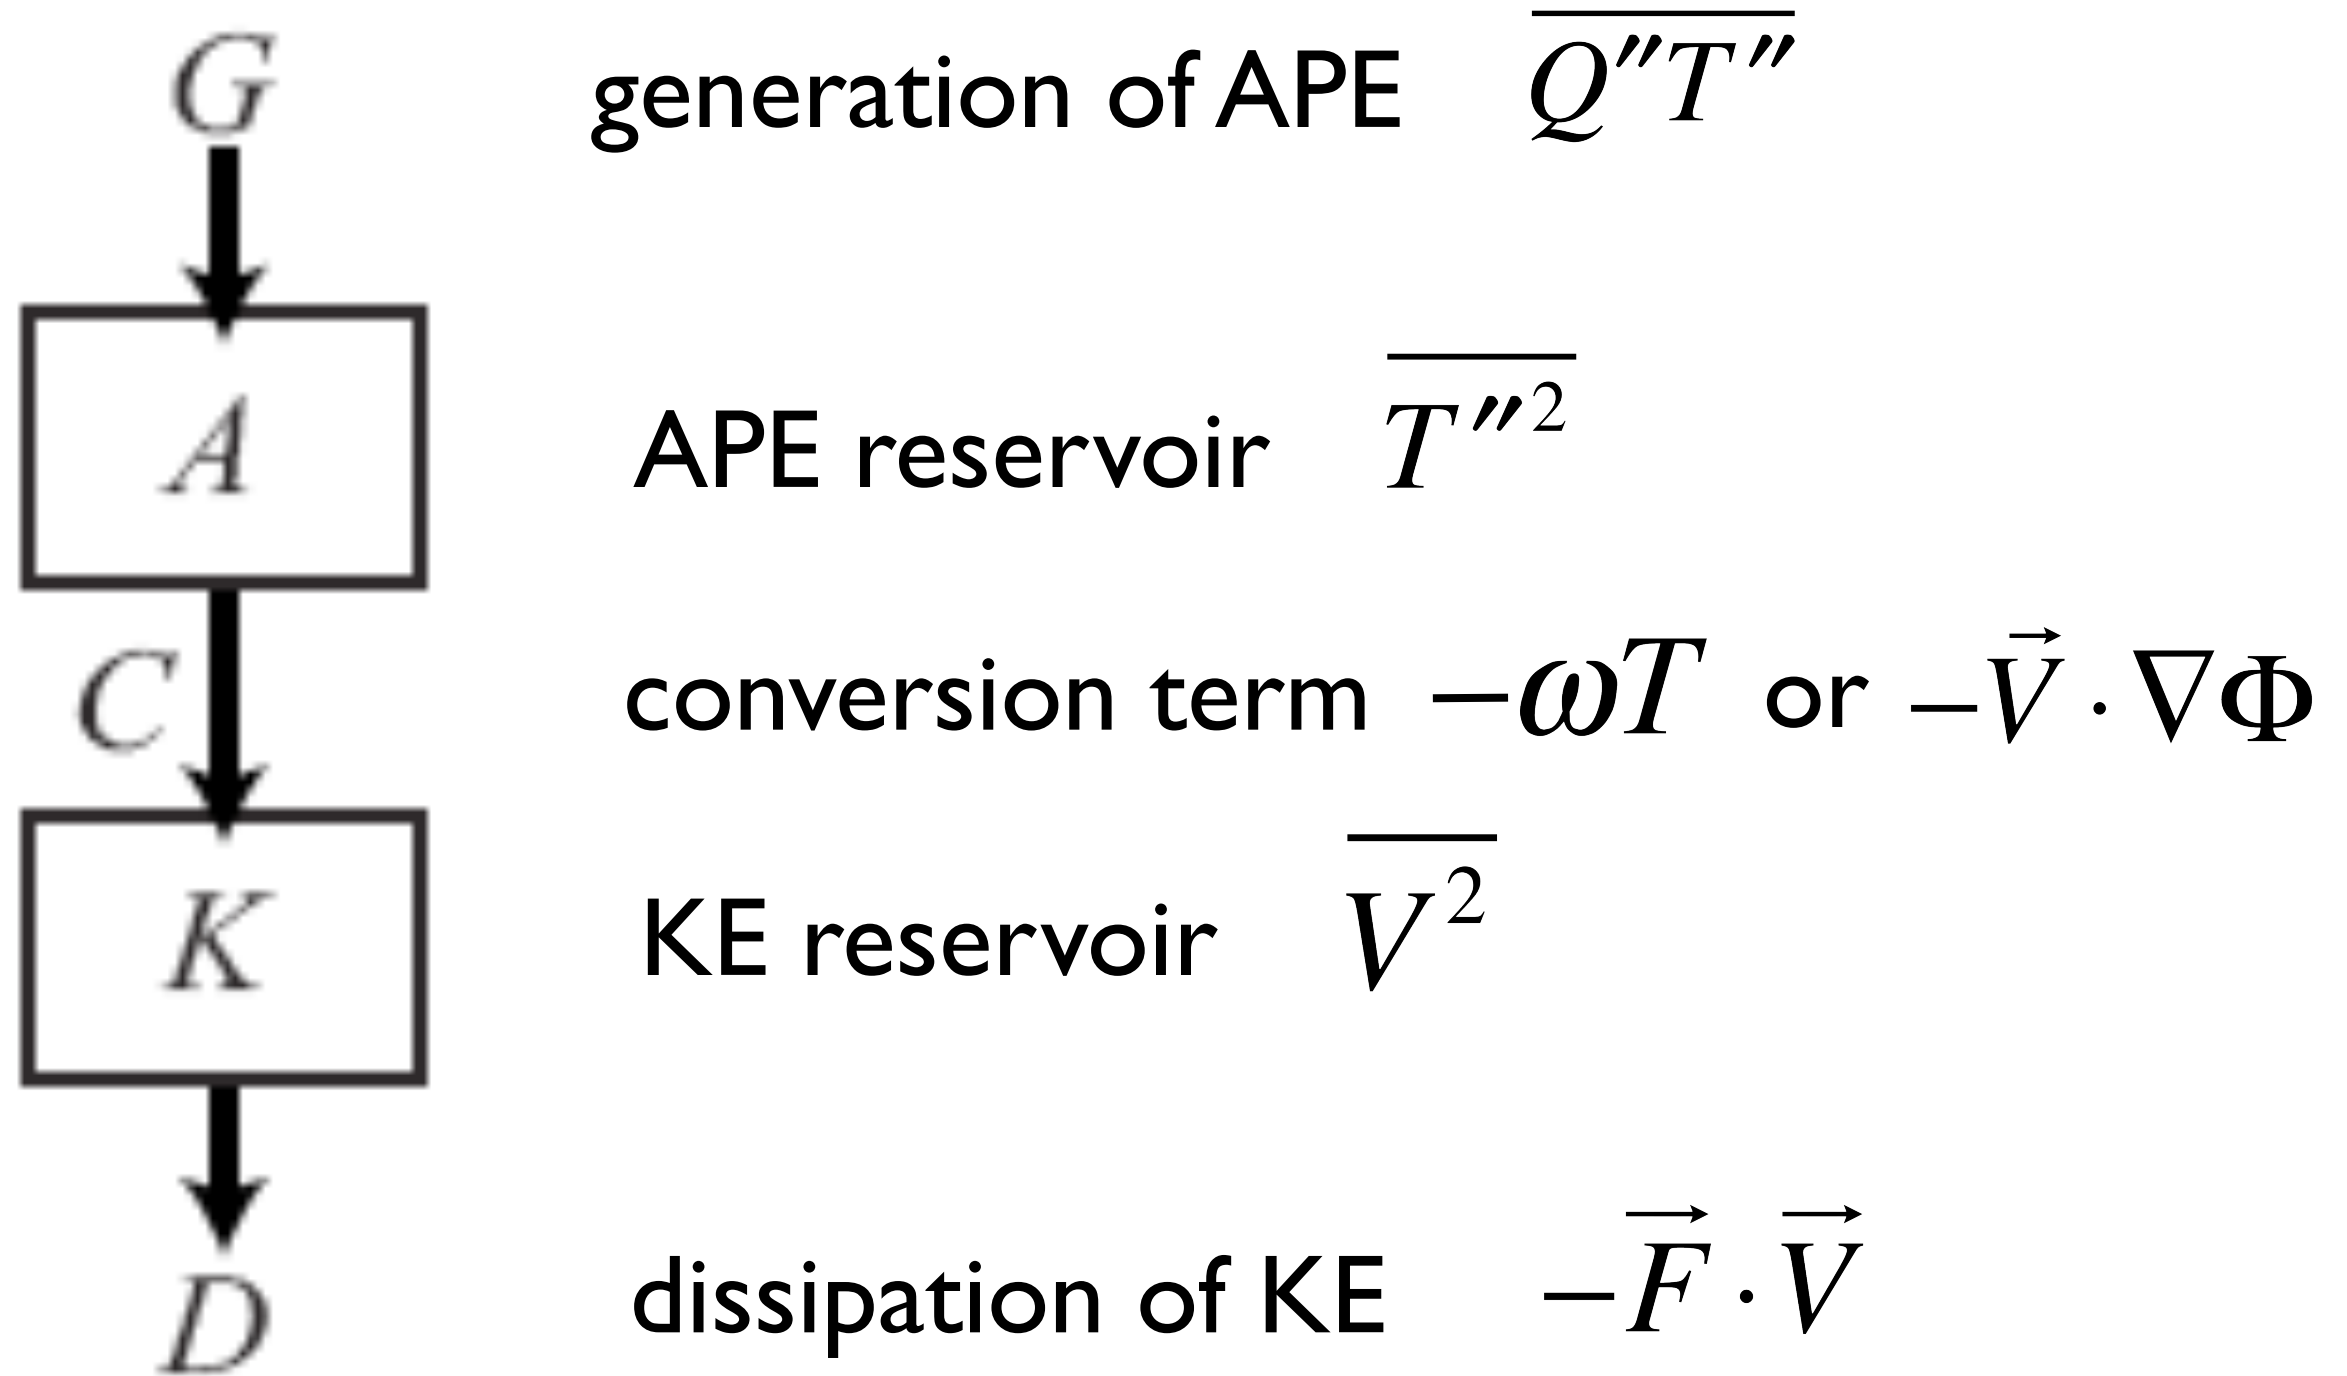 G generation of APE $\overline{Q''T''}$
A APE reservoir $\overline{T''^2}$
C conversion term $-\omega T$ or $-\vec{V} \cdot \nabla\Phi$
K KE reservoir $\overline{V^2}$
D dissipation of KE $-\vec{F} \cdot \vec{V}$